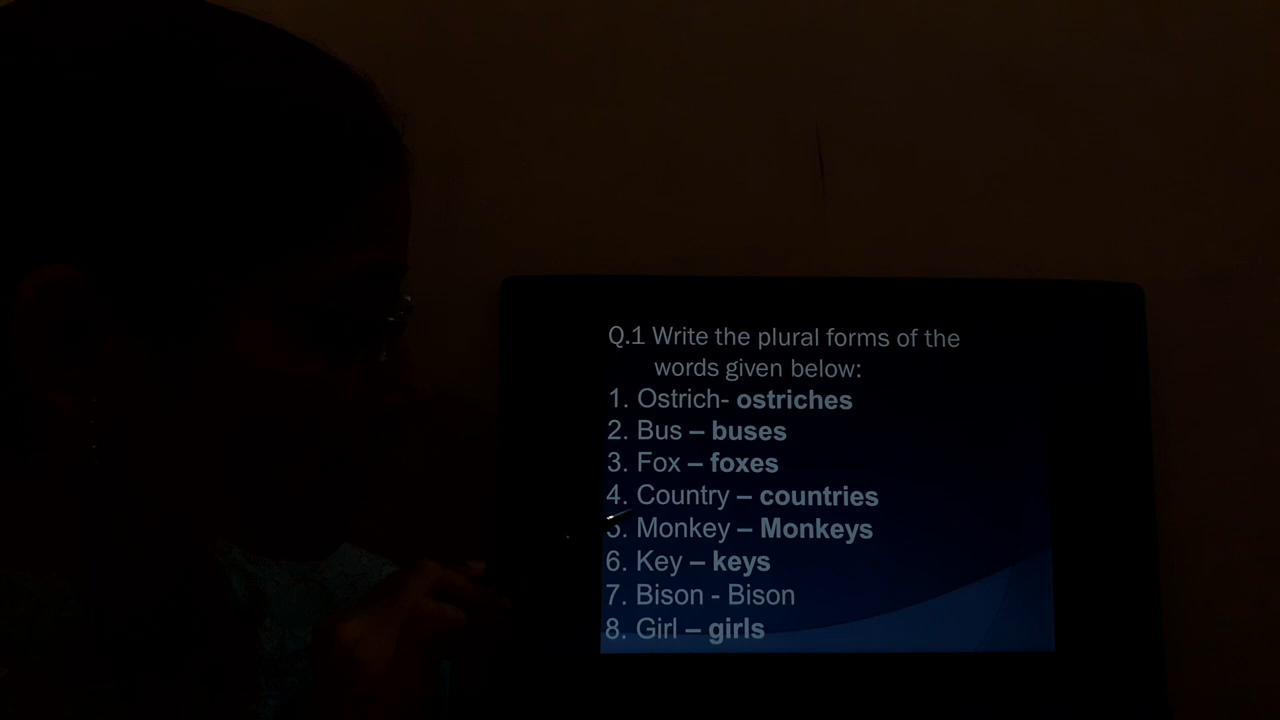 Q.1 Write the plural forms of the
words given below:
1. Ostrich- ostriches
2. Bus – buses
3. Fox – foxes
4. Country – countries
5. Monkey – Monkeys
6. Key – keys
7. Bison - Bison
8. Girl – girls